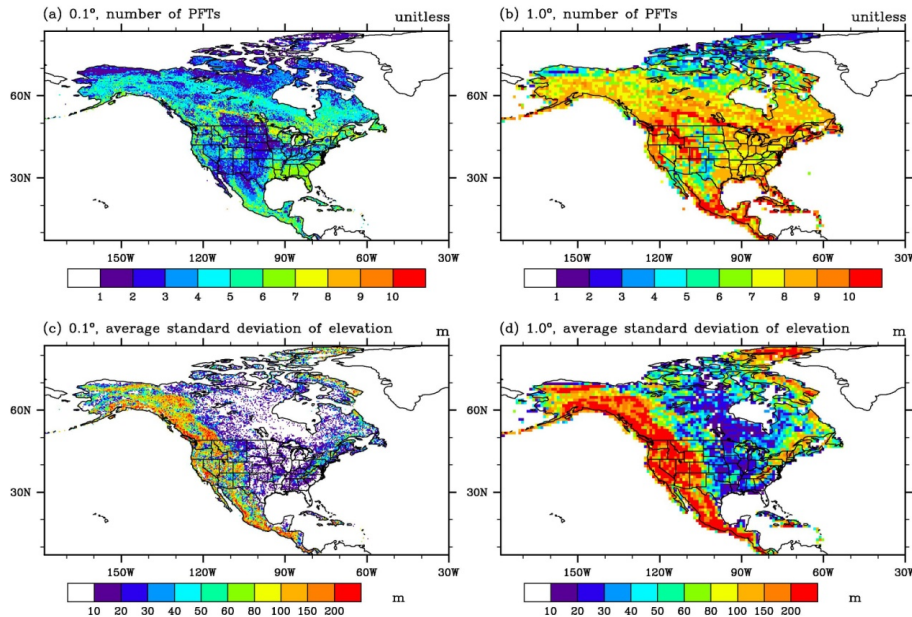 (a) 0.1°, number of PFTs unitless
60N
30N
150W 120W 90W 60W 30W
1 2 3 4 5 6 7 8 9 10
(b) 1.0°, number of PFTs unitless
60N
30N
150W 120W 90W 60W 30W
1 2 3 4 5 6 7 8 9 10
(c) 0.1°, average standard deviation of elevation m
60N
30N
150W 120W 90W 60W 30W
10 20 30 40 50 60 80 100 150 200 m
(d) 1.0°, average standard deviation of elevation m
60N
30N
150W 120W 90W 60W 30W
10 20 30 40 50 60 80 100 150 200 m